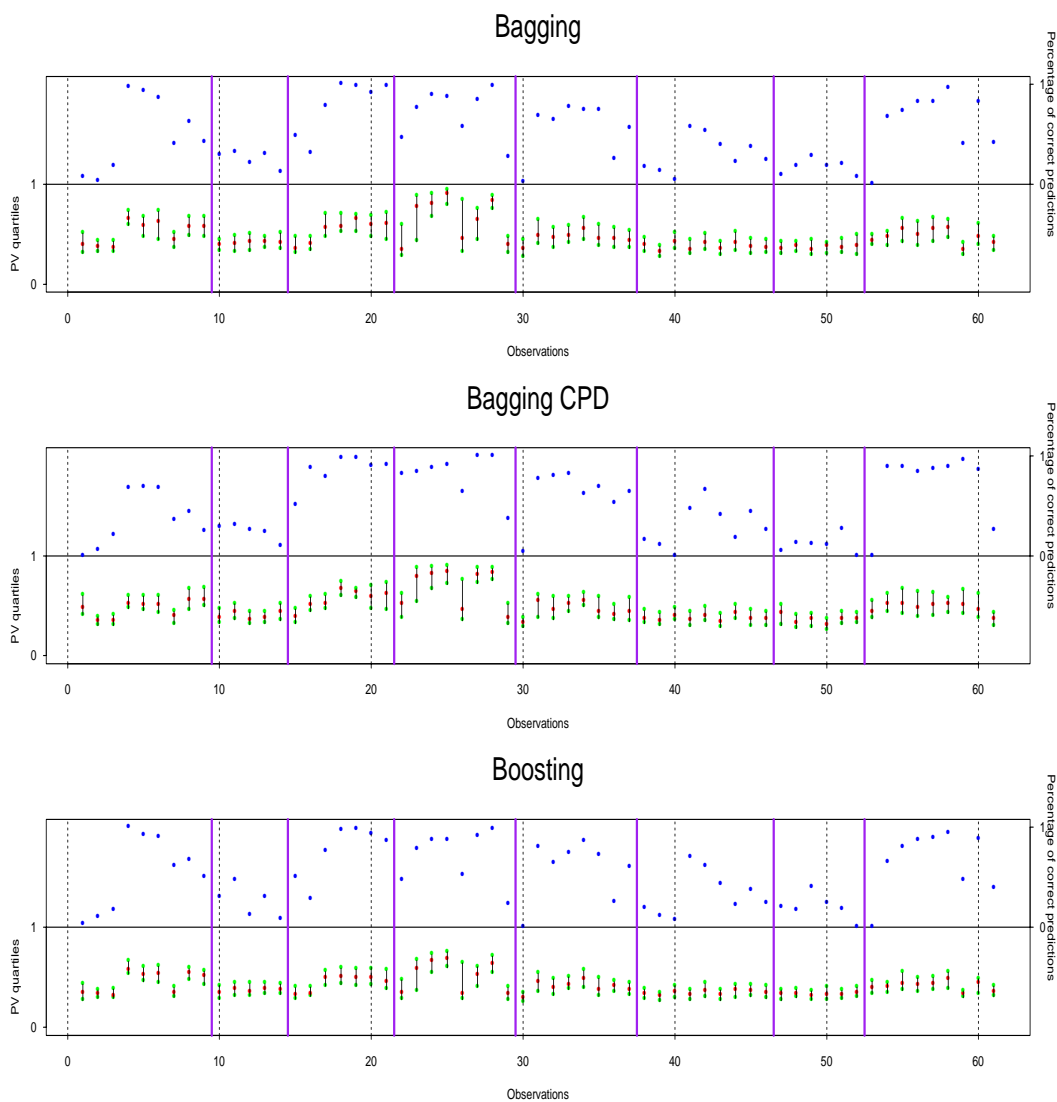 Bagging
PV quartiles
1
0
Percentage of correct predictions
1
0
0 10 20 30 40 50 60
Observations
Bagging CPD
PV quartiles
1
0
Percentage of correct predictions
1
0
0 10 20 30 40 50 60
Observations
Boosting
PV quartiles
1
0
Percentage of correct predictions
1
0
0 10 20 30 40 50 60
Observations